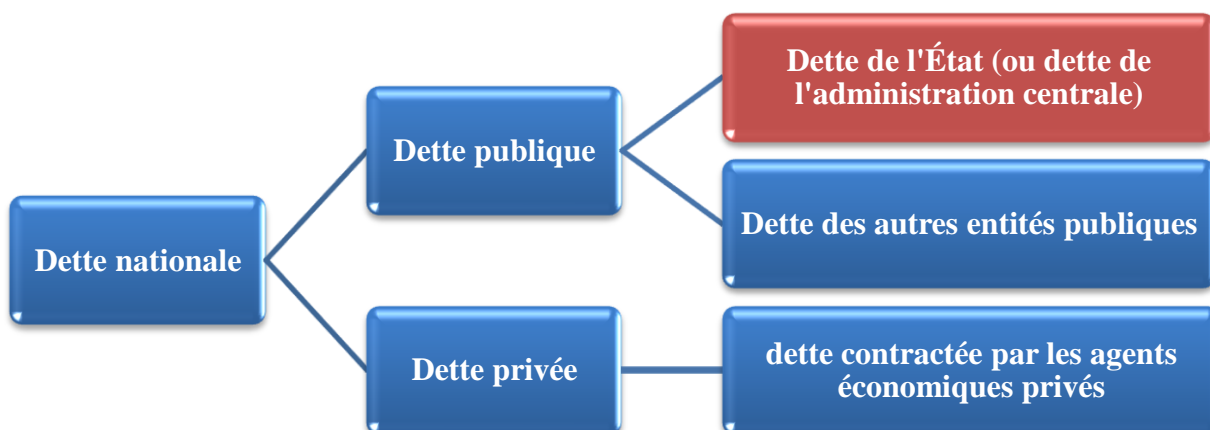 Dette nationale
Dette publique
Dette de l'État (ou dette de
l'administration centrale)
Dette des autres entités publiques
Dette privée
dette contractée par les agents
économiques privés